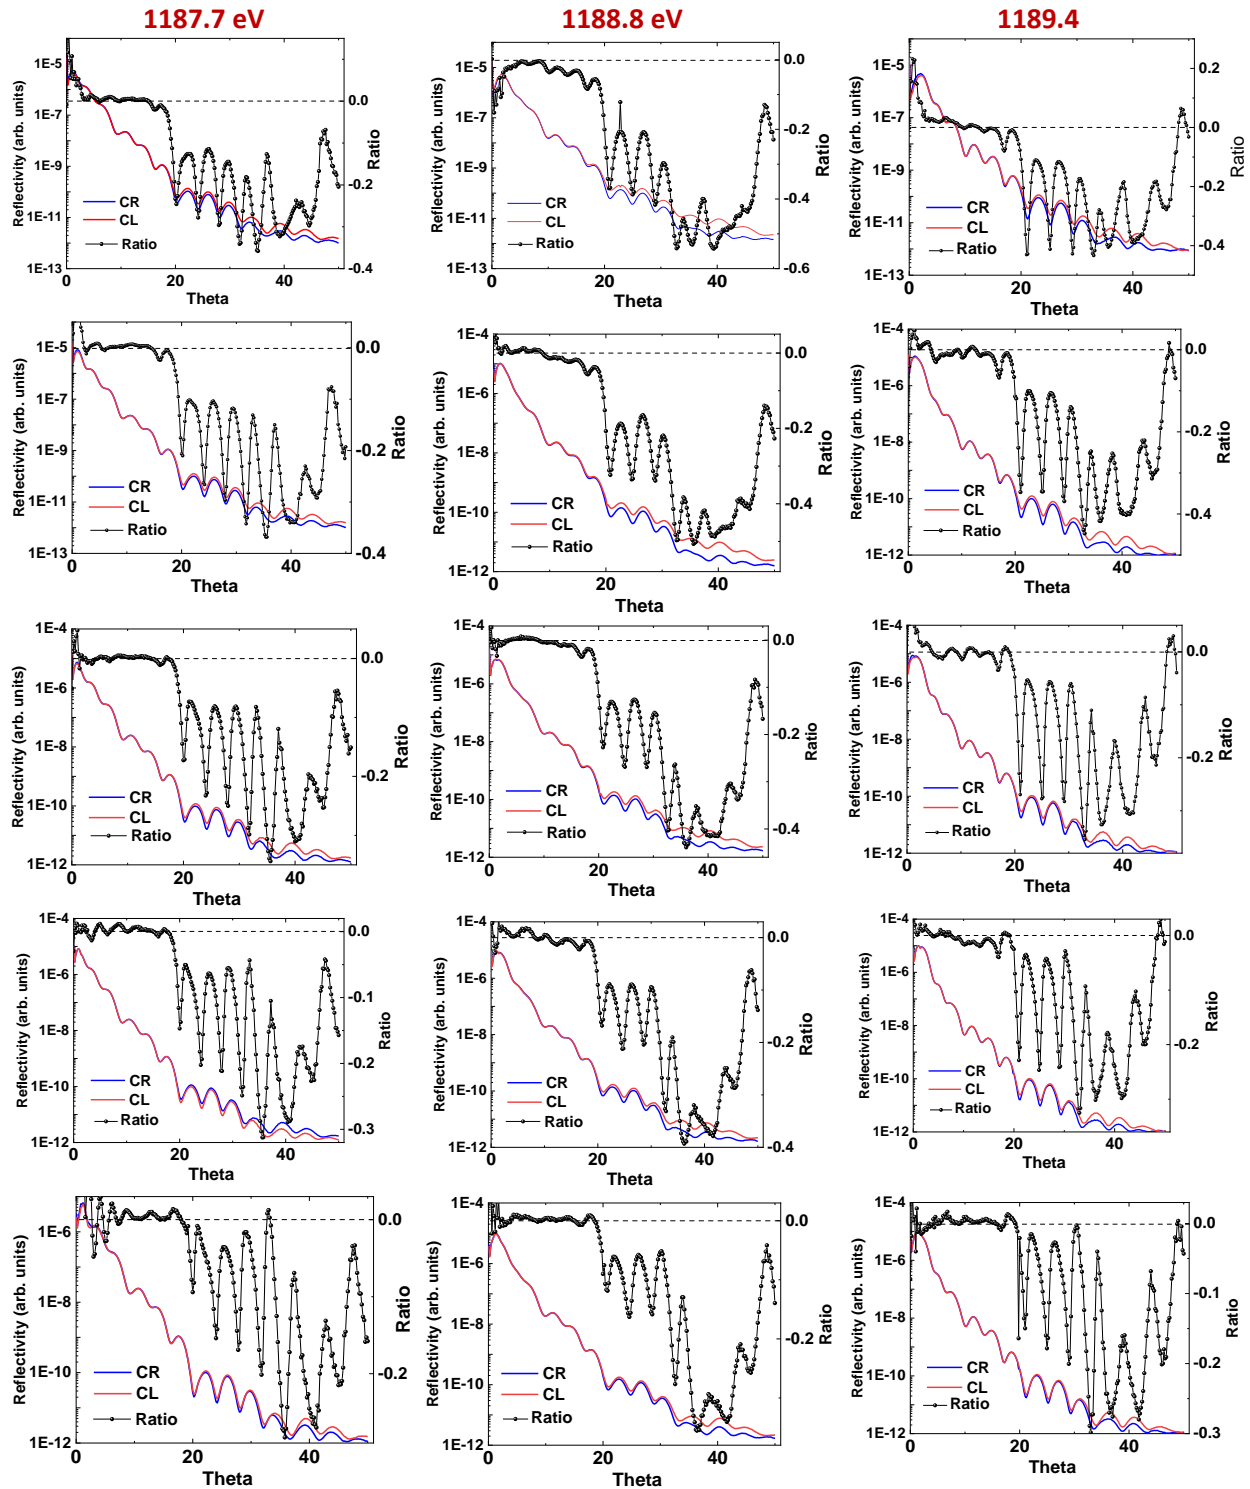 1187.7 eV
1188.8 eV
1189.4
Reflectivity (arb. units)
1E-5
1E-7
1E-9
1E-11
1E-13
0.0
-0.2
-0.4
Ratio
CR
CL
Ratio
0
20
40
Theta
Reflectivity (arb. units)
1E-5
1E-7
1E-9
1E-11
1E-13
0.0
-0.2
-0.4
-0.6
Ratio
CR
CL
Ratio
0
20
40
Theta
Reflectivity (arb. units)
1E-5
1E-7
1E-9
1E-11
1E-13
0.2
0.0
-0.2
-0.4
Ratio
CR
CL
Ratio
0
20
40
Theta
Reflectivity (arb. units)
1E-5
1E-7
1E-9
1E-11
1E-13
0.0
-0.2
-0.4
Ratio
CR
CL
Ratio
0
20
40
Theta
Reflectivity (arb. units)
1E-4
1E-6
1E-8
1E-10
1E-12
0.0
-0.2
-0.4
Ratio
CR
CL
Ratio
0
20
40
Theta
Reflectivity (arb. units)
1E-4
1E-6
1E-8
1E-10
1E-12
0.0
-0.2
-0.4
Ratio
CR
CL
Ratio
0
20
40
Theta
Reflectivity (arb. units)
1E-4
1E-6
1E-8
1E-10
1E-12
0.0
-0.2
Ratio
CR
CL
Ratio
0
20
40
Theta
Reflectivity (arb. units)
1E-4
1E-6
1E-8
1E-10
1E-12
0.0
-0.2
-0.4
Ratio
CR
CL
Ratio
0
20
40
Theta
Reflectivity (arb. units)
1E-4
1E-6
1E-8
1E-10
1E-12
0.0
-0.2
Ratio
CR
CL
Ratio
0
20
40
Theta
Reflectivity (arb. units)
1E-4
1E-6
1E-8
1E-10
1E-12
0.0
-0.1
-0.2
-0.3
Ratio
CR
CL
Ratio
0
20
40
Theta
Reflectivity (arb. units)
1E-4
1E-6
1E-8
1E-10
1E-12
0.0
-0.2
-0.4
Ratio
CR
CL
Ratio
0
20
40
Theta
Reflectivity (arb. units)
1E-4
1E-6
1E-8
1E-10
1E-12
0.0
-0.2
Ratio
CR
CL
Ratio
0
20
40
Theta
Reflectivity (arb. units)
1E-6
1E-8
1E-10
1E-12
0.0
-0.2
Ratio
CR
CL
Ratio
0
20
40
Theta
Reflectivity (arb. units)
1E-4
1E-6
1E-8
1E-10
1E-12
0.0
-0.2
Ratio
CR
CL
Ratio
0
20
40
Theta
Reflectivity (arb. units)
1E-4
1E-6
1E-8
1E-10
1E-12
0.0
-0.1
-0.2
-0.3
Ratio
CR
CL
Ratio
0
20
40
Theta